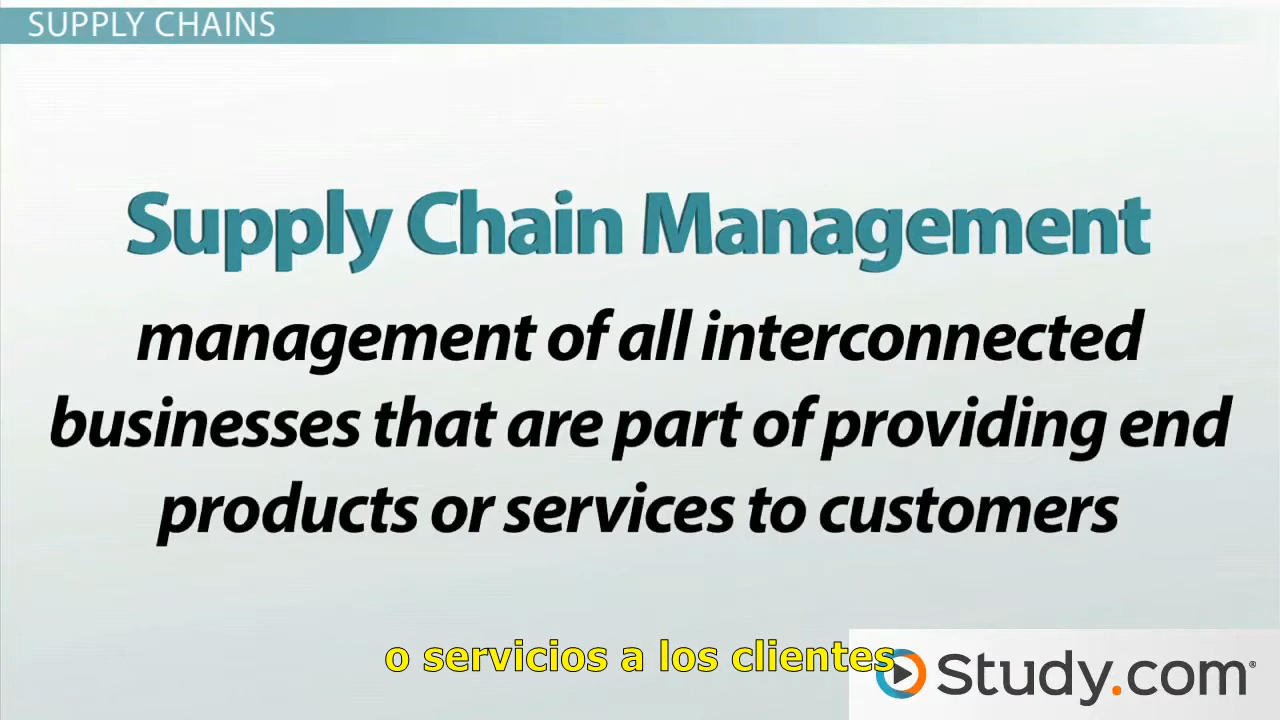 SUPPLY CHAINS
Supply Chain Management
management of all interconnected
businesses that are part of providing end
products or services to customers
o servicios a los clientes
Study.com®